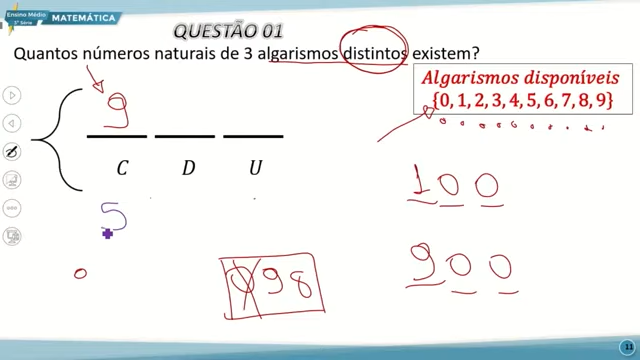 Ensino Médio
3ª Série
MATEMÁTICA
QUESTÃO 01
Quantos números naturais de 3 algarismos distintos existem?
Algarismos disponíveis
{0, 1, 2, 3, 4, 5, 6, 7, 8, 9}
9
C D U
100
5
900
0
098
11